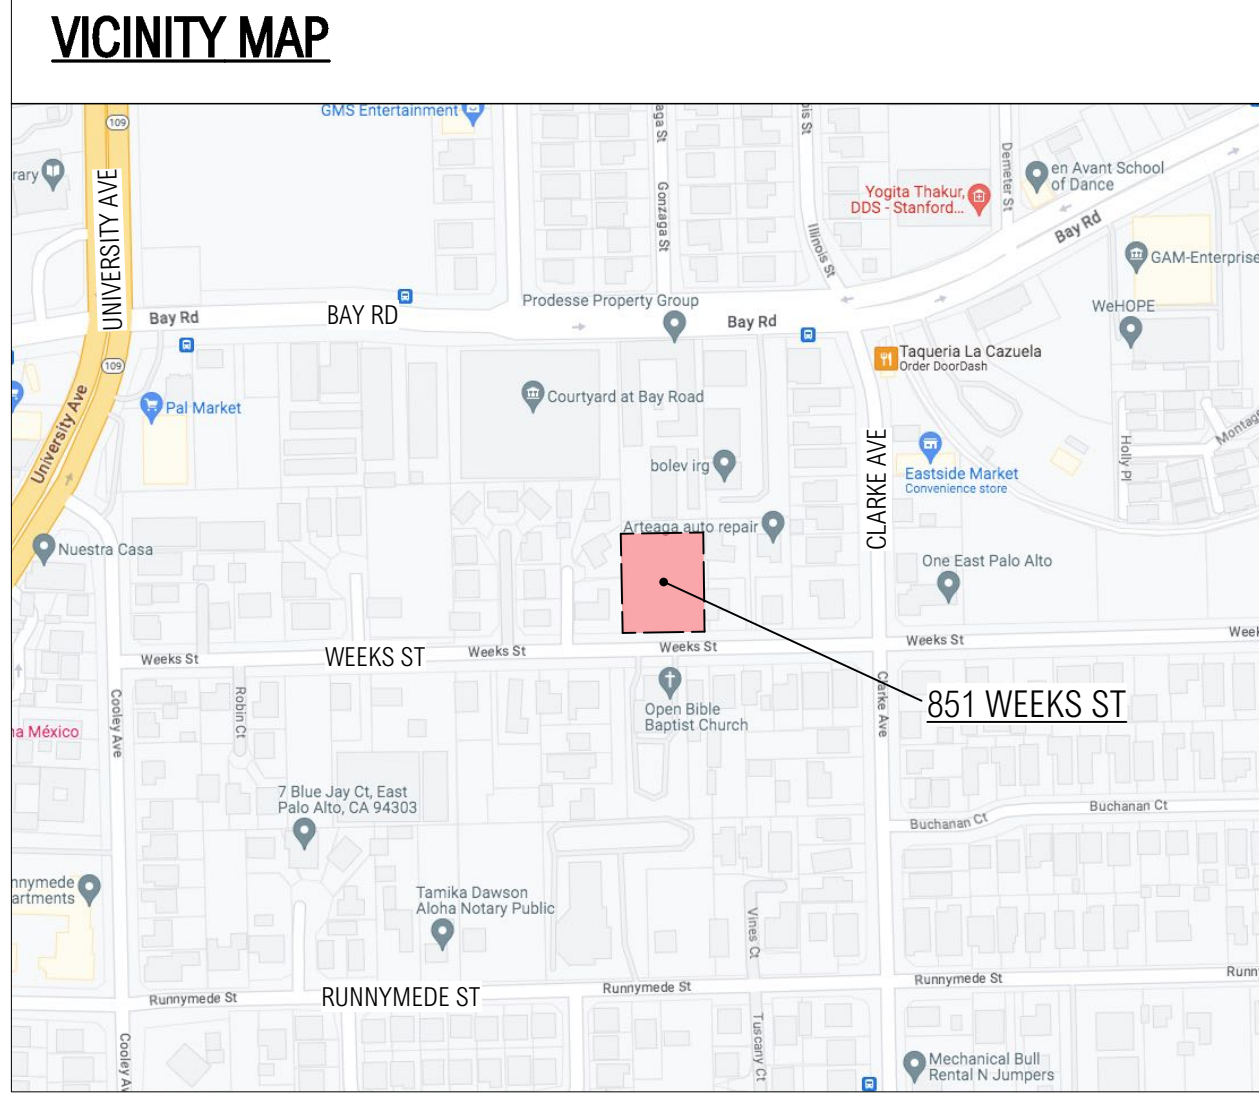 VICINITY MAP
109
GMS Entertainment
Demeter St
en Avant School
of Dance
rary
UNIVERSITY AVE
Gonzaga St
Yogita Thakur,
DDS - Stanford...
Illinois St
Bay Rd
GAM-Enterprise
Prodesse Property Group
WeHOPE
Bay Rd
BAY RD
Bay Rd
109
Taqueria La Cazuela
Order DoorDash
University Ave
Pal Market
Courtyard at Bay Road
Holly Pl
Montag
CLARKE AVE
bolev irg
Eastside Market
Convenience store
Arteaga auto repair
Nuestra Casa
One East Palo Alto
Weeks St
WEEKS ST
Weeks St
Weeks St
Weeks St
Week
Cooley Ave
Robin Ct
Open Bible
Baptist Church
Clarke Ave
851 WEEKS ST
na México
7 Blue Jay Ct, East
Palo Alto, CA 94303
Buchanan Ct
Buchanan Ct
nnymede
artments
Tamika Dawson
Aloha Notary Public
Vines Ct
Runnymede St
RUNNYMEDE ST
Runnymede St
Runnymede St
Runn
Cooley Av
Tuscany Ct
Mechanical Bull
Rental N Jumpers